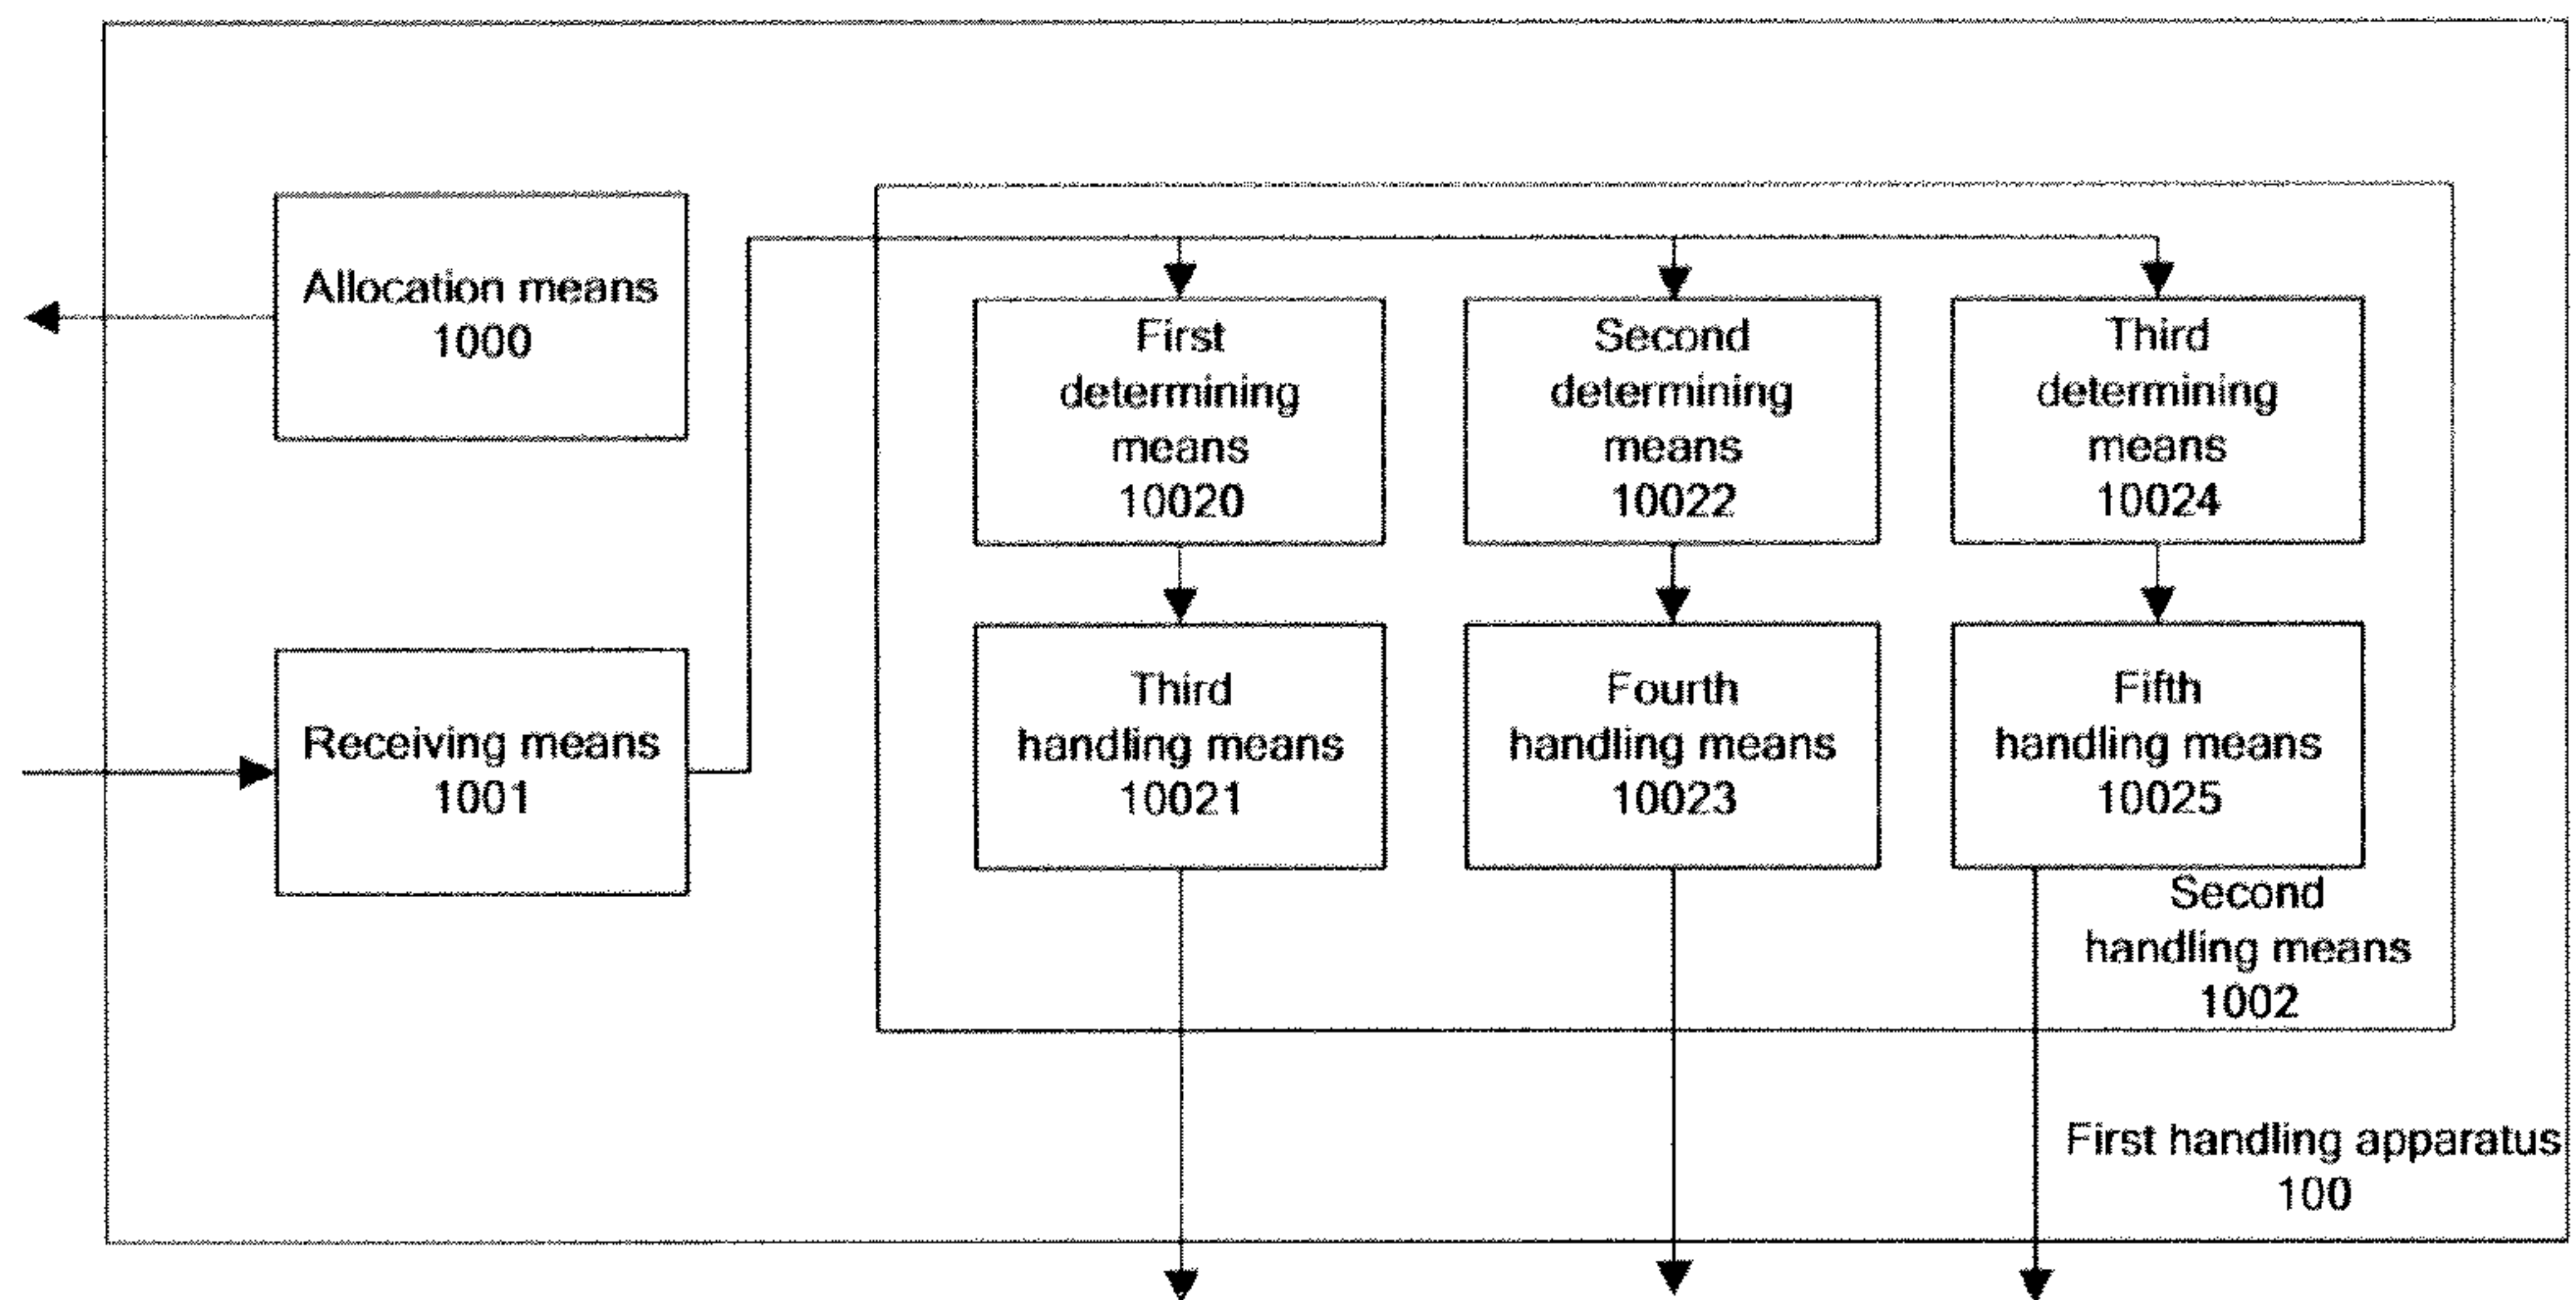 Allocation means
1000
Receiving means
1001
First
determining
means
10020
Second
determining
means
10022
Third
determining
means
10024
Third
handling means
10021
Fourth
handling means
10023
Fifth
handling means
10025
Second
handling means
1002
First handling apparatus
100